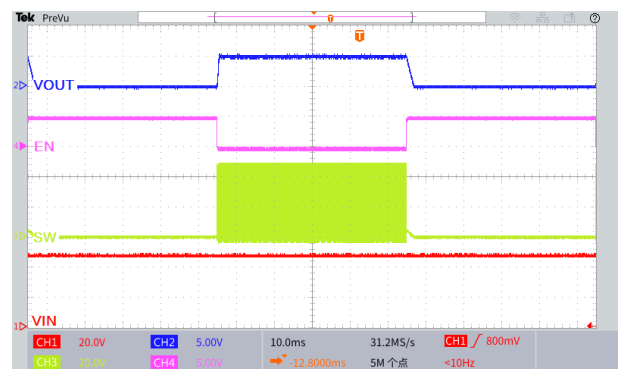 Tek PreVu
T
T
2 VOUT
4 EN
SW
VIN
1
CH1 20.0V CH2 5.00V 10.0ms 31.2MS/s CH1 800mV
CH3 20.0V CH4 5.00V -12.8000ms 5M 个点 <10Hz